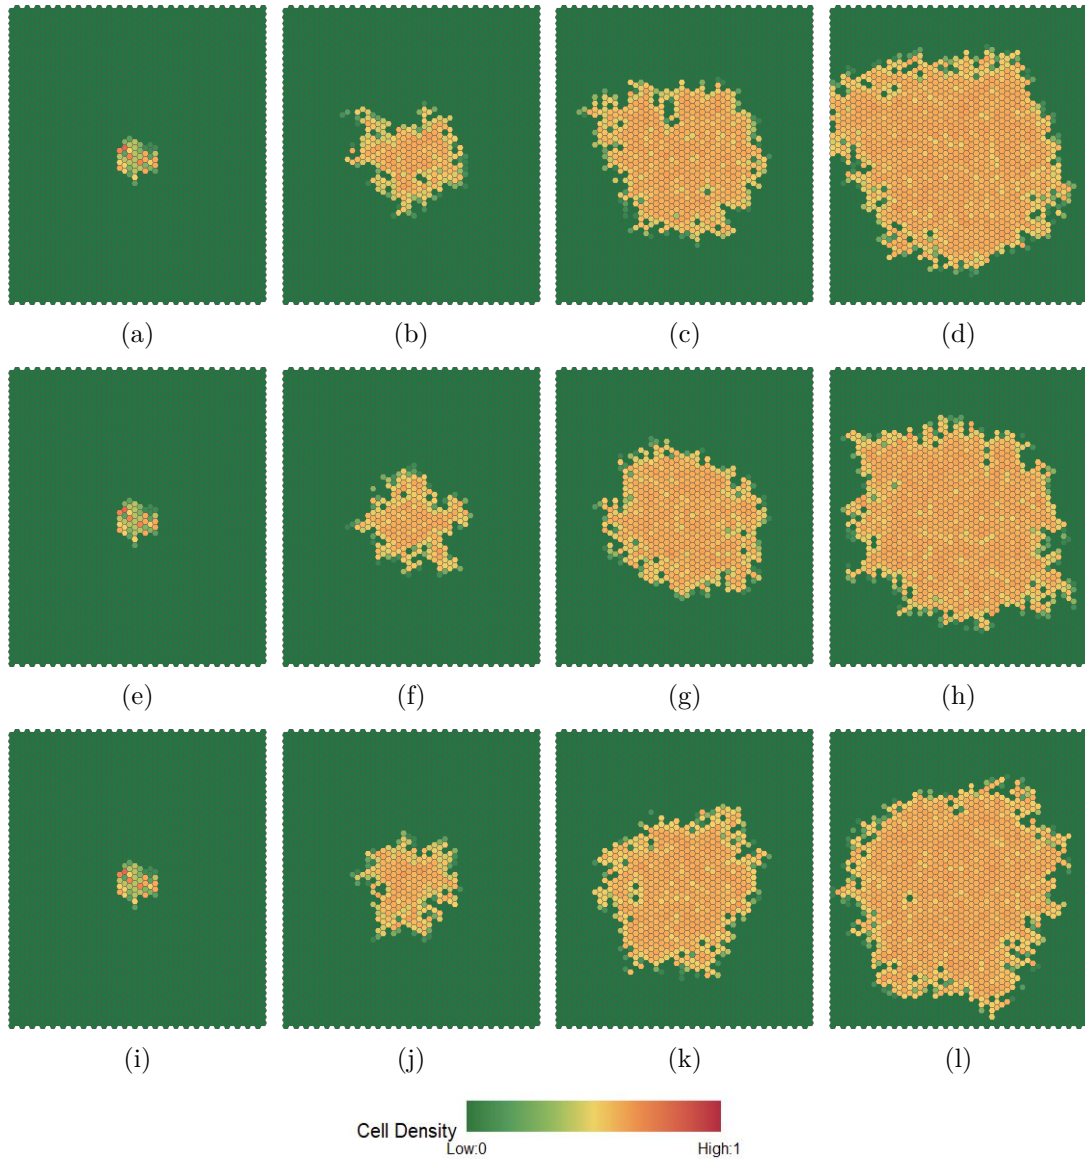 (a) (b) (c) (d)
(e) (f) (g) (h)
(i) (j) (k) (l)
Cell Density
Low:0 High:1